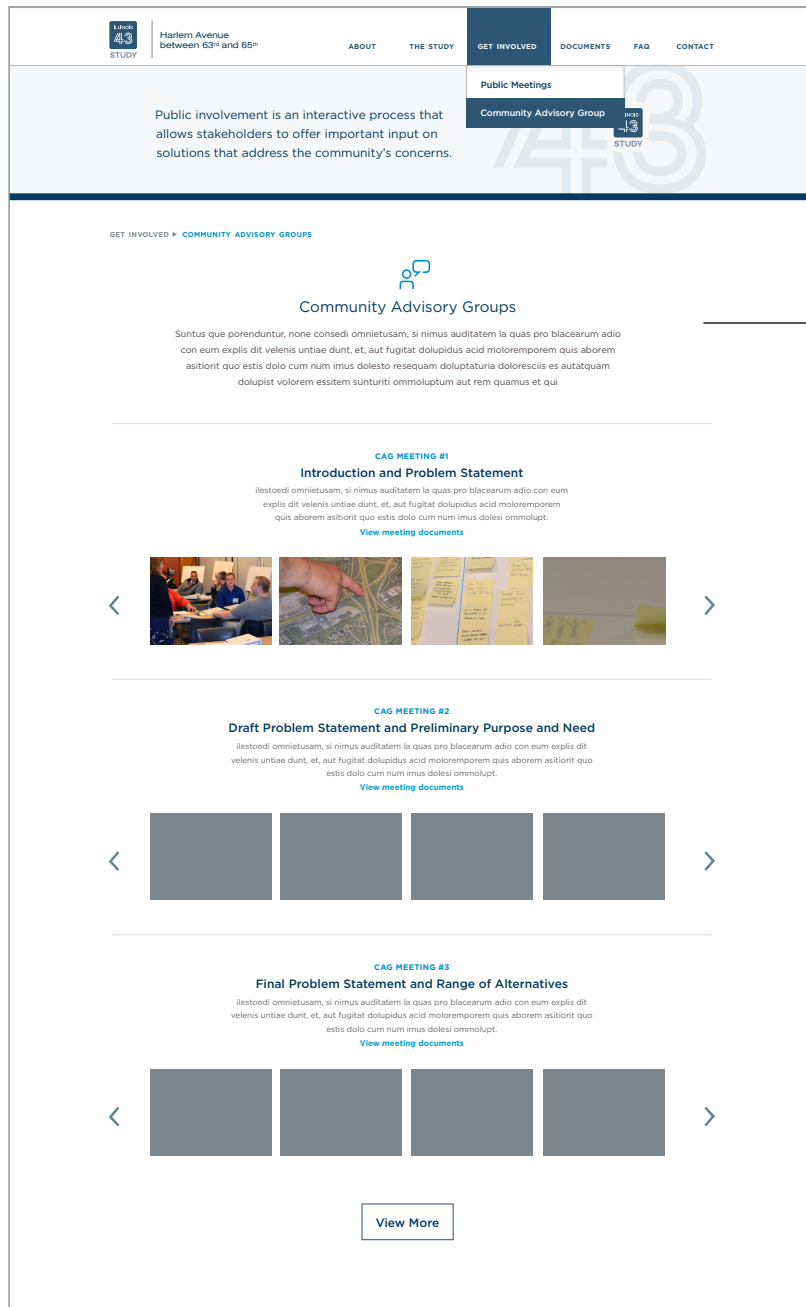 Illinois
43
STUDY
Harlem Avenue
between 63rd and 65th
ABOUT
THE STUDY
GET INVOLVED
DOCUMENTS
FAQ
CONTACT
Public Meetings
Community Advisory Group
Public involvement is an interactive process that
allows stakeholders to offer important input on
solutions that address the community's concerns.
43
43
STUDY
GET INVOLVED ▶ COMMUNITY ADVISORY GROUPS
Community Advisory Groups
Suntus que porenduntur, none consedi omnietusam, si nimus auditatem la quas pro blacearum adio
con eum explis dit velenis untiae dunt, et, aut fugitat dolupidus acid moloremporem quis aborem
asitiorit quo estis dolo cum num imus dolesto resequam doluptaturia doloresciis es autatquam
dolupist volorem essitem sunturiti ommoluptum aut rem quamus et qui
CAG MEETING #1
Introduction and Problem Statement
ilestoedi omnietusam, si nimus auditatem la quas pro blacearum adio con eum
explis dit velenis untiae dunt, et, aut fugitat dolupidus acid moloremporem
quis aborem asitiorit quo estis dolo cum num imus dolesi ommolupt.
View meeting documents
CAG MEETING #2
Draft Problem Statement and Preliminary Purpose and Need
ilestoedi omnietusam, si nimus auditatem la quas pro blacearum adio con eum explis dit
velenis untiae dunt, et, aut fugitat dolupidus acid moloremporem quis aborem asitiorit quo
estis dolo cum num imus dolesi ommolupt.
View meeting documents
CAG MEETING #3
Final Problem Statement and Range of Alternatives
ilestoedi omnietusam, si nimus auditatem la quas pro blacearum adio con eum explis dit
velenis untiae dunt, et, aut fugitat dolupidus acid moloremporem quis aborem asitiorit quo
estis dolo cum num imus dolesi ommolupt.
View meeting documents
View More